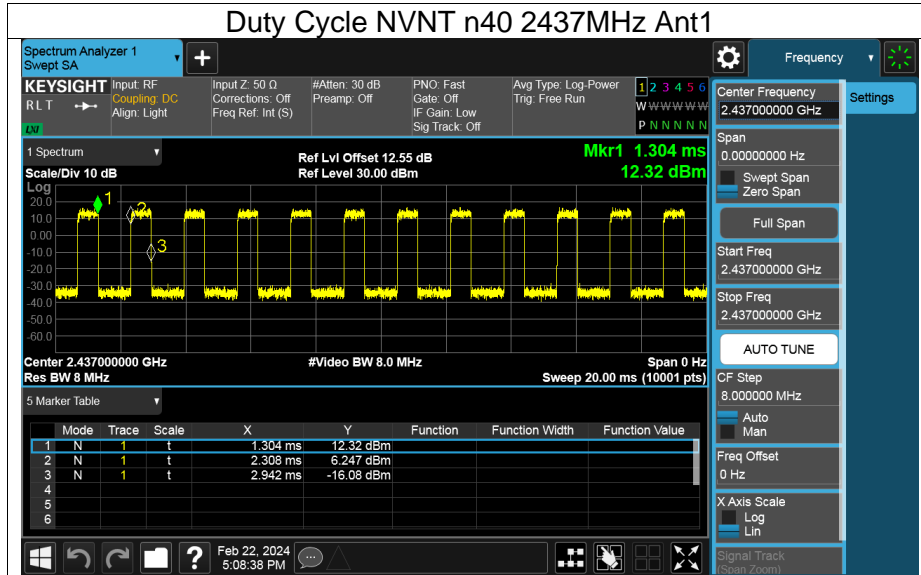 Duty Cycle NVNT n40 2437MHz Ant1
Spectrum Analyzer 1
Swept SA
+
Frequency
KEYSIGHT
R L T
LXI
Input: RF
Coupling: DC
Align: Light
Input Z: 50 Ω
Corrections: Off
Freq Ref: Int (S)
#Atten: 30 dB
Preamp: Off
PNO: Fast
Gate: Off
IF Gain: Low
Sig Track: Off
Avg Type: Log-Power
Trig: Free Run
1 2 3 4 5 6
W W W W W W
P N N N N N
Center Frequency
2.437000000 GHz
Settings
Span
0.00000000 Hz
Swept Span
Zero Span
Full Span
Start Freq
2.437000000 GHz
Stop Freq
2.437000000 GHz
AUTO TUNE
CF Step
8.000000 MHz
Auto
Man
Freq Offset
0 Hz
X Axis Scale
Log
Lin
Signal Track
(Span Zoom)
1 Spectrum
Scale/Div 10 dB
Ref Lvl Offset 12.55 dB
Ref Level 30.00 dBm
Mkr1 1.304 ms
12.32 dBm
Log
20.0
10.0
0.00
-10.0
-20.0
-30.0
-40.0
-50.0
-60.0
1
2
3
Center 2.437000000 GHz
#Video BW 8.0 MHz
Span 0 Hz
Res BW 8 MHz
Sweep 20.00 ms (10001 pts)
5 Marker Table
Mode Trace Scale X Y Function Function Width Function Value
1 N 1 t 1.304 ms 12.32 dBm
2 N 1 t 2.308 ms 6.247 dBm
3 N 1 t 2.942 ms -16.08 dBm
4
5
6
?
Feb 22, 2024
5:08:38 PM